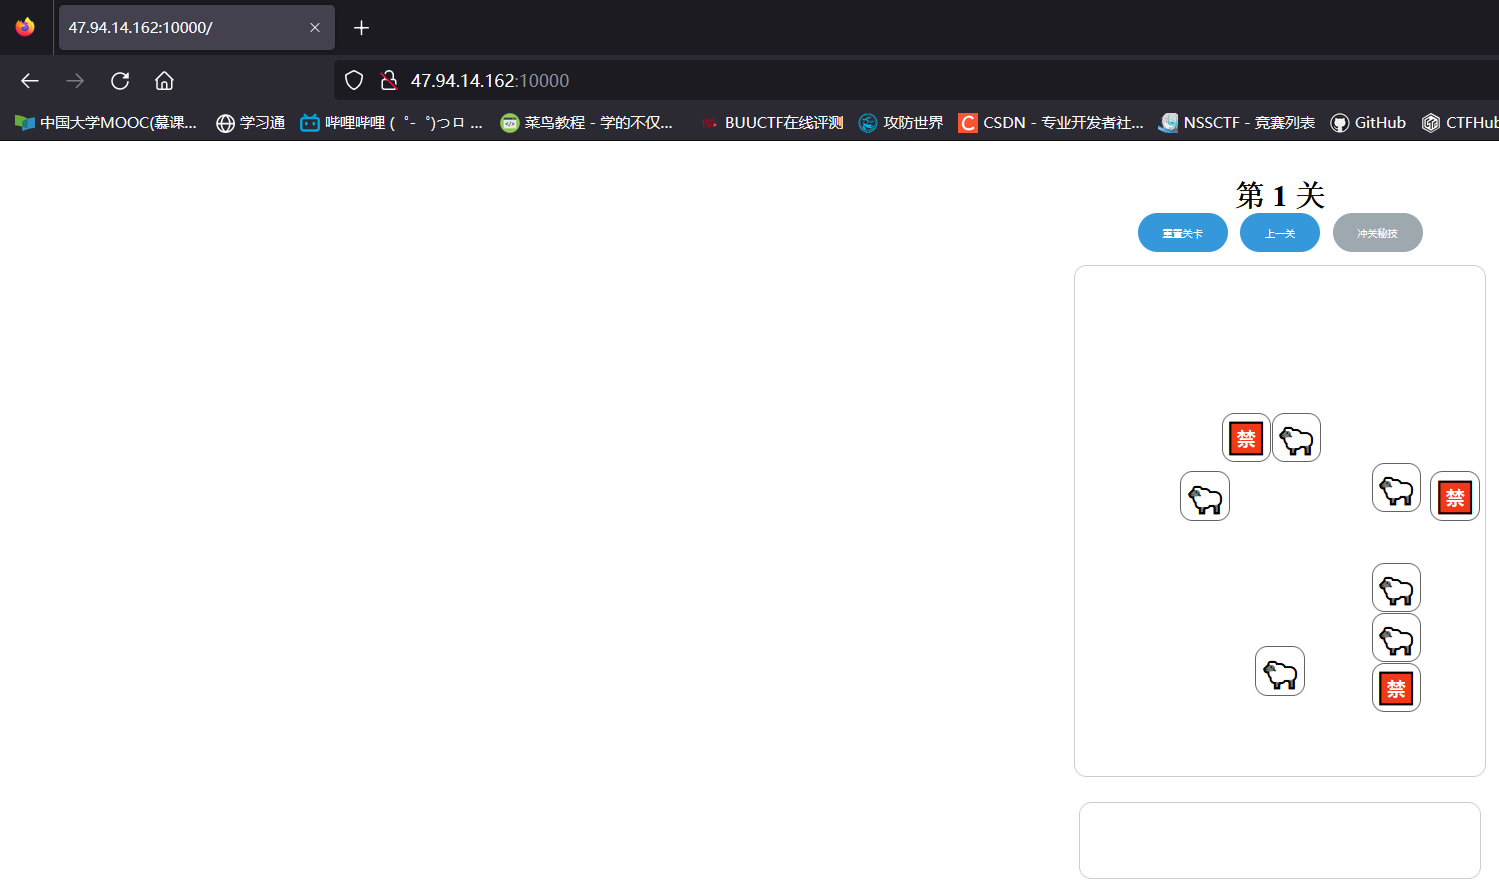 47.94.14.162:10000/
47.94.14.162:10000
中国大学MOOC(慕课... 学习通 哔哩哔哩 ( ゜- ゜)つロ ... 菜鸟教程 - 学的不仅... BUUCTF在线评测 攻防世界 CSDN - 专业开发者社... NSSCTF - 竞赛列表 GitHub CTFHub
第 1 关
重置关卡 上一关 冲关秘技
禁
禁
禁